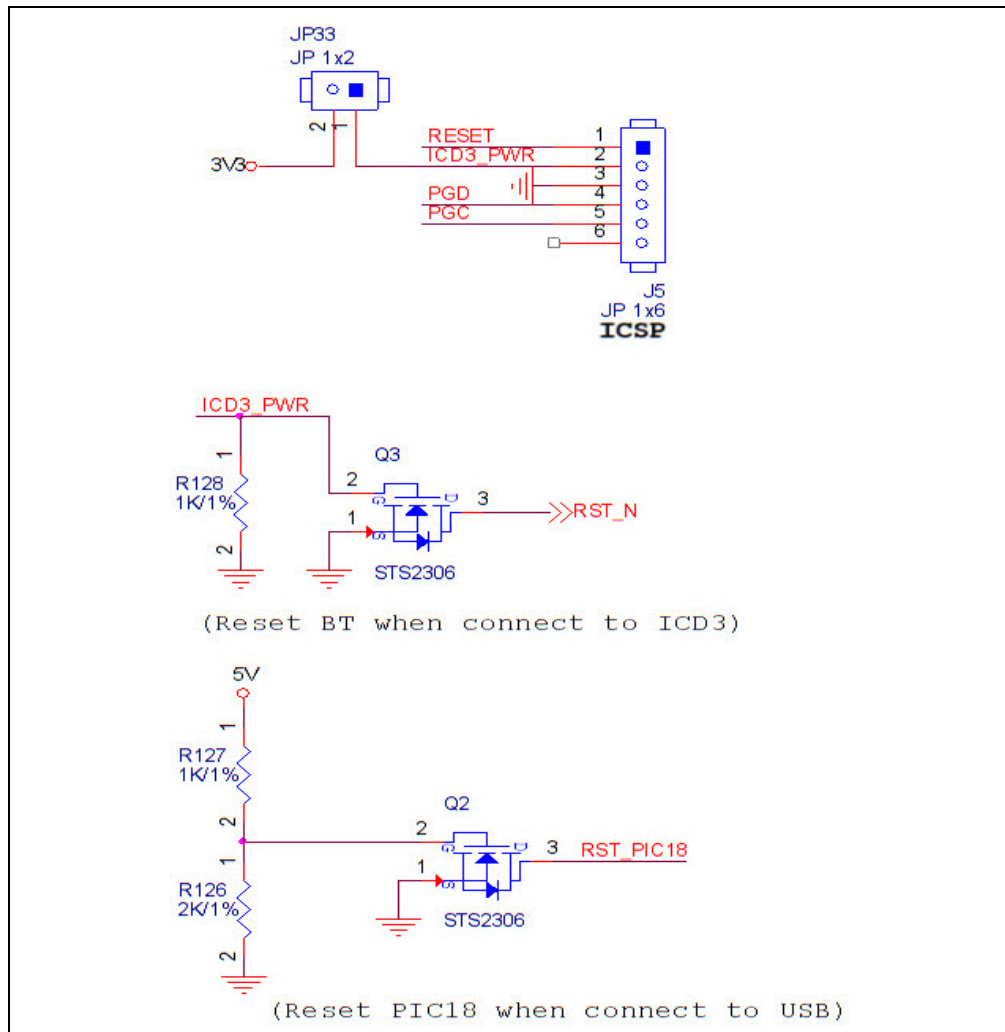 JP33
JP 1x2
2
1
3V3
RESET
1
ICD3_PWR
2
3
PGD
4
PGC
5
6
J5
JP 1x6
ICSP
ICD3_PWR
1
R128
1K/1%
2
Q3
2
G
D
3
RST_N
1
S
STS2306
(Reset BT when connect to ICD3)
5V
1
R127
1K/1%
2
Q2
2
G
D
3
RST_PIC18
1
S
1
R126
2K/1%
2
STS2306
(Reset PIC18 when connect to USB)